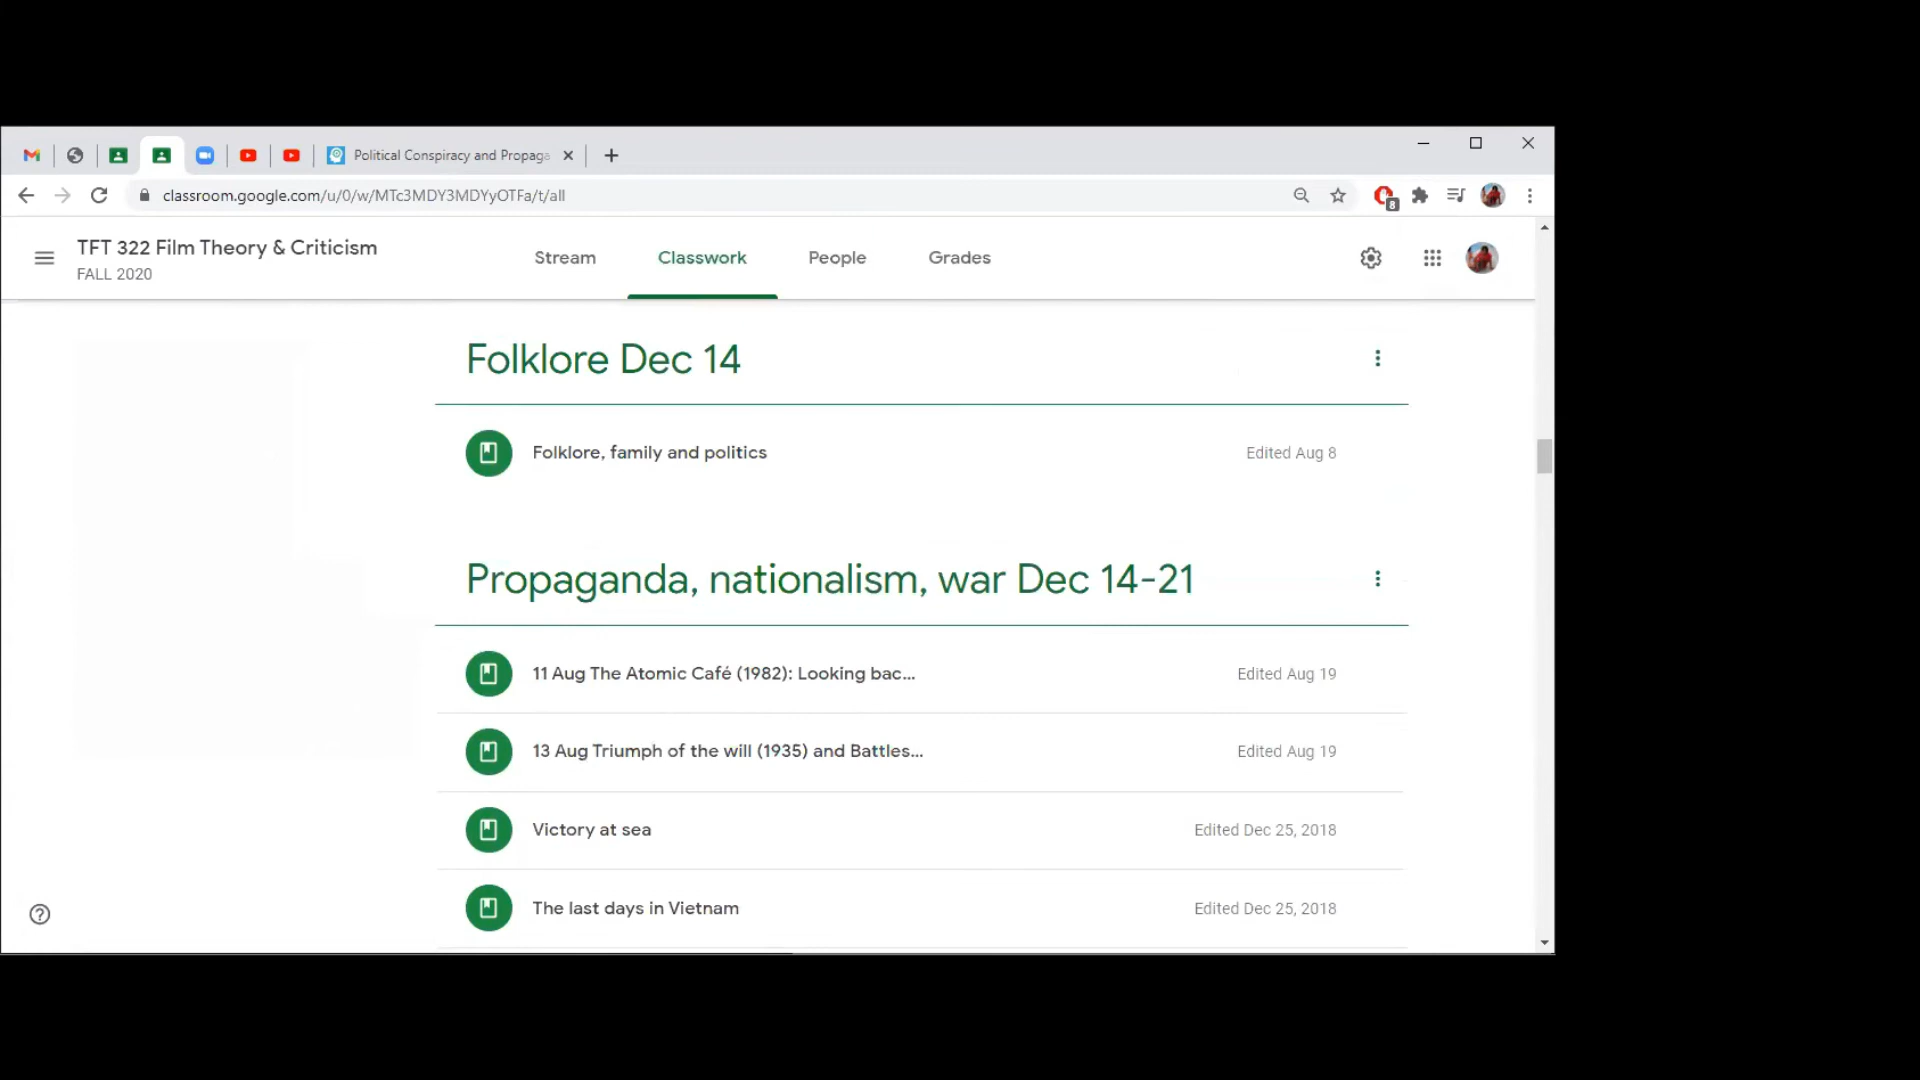 Political Conspiracy and Propaga
classroom.google.com/u/0/w/MTc3MDY3MDYyOTFa/t/all
8
TFT 322 Film Theory & Criticism
FALL 2020
Stream
Classwork
People
Grades
Folklore Dec 14
Folklore, family and politics
Edited Aug 8
Propaganda, nationalism, war Dec 14-21
11 Aug The Atomic Café (1982): Looking bac...
Edited Aug 19
13 Aug Triumph of the will (1935) and Battles...
Edited Aug 19
Victory at sea
Edited Dec 25, 2018
The last days in Vietnam
Edited Dec 25, 2018